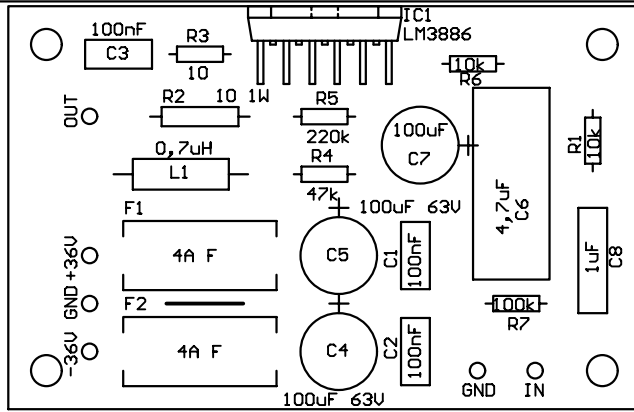 IC1
LM3886
100nF
C3
R3
10
10k
R6
OUT
R2 10 1W
R5
220k
100uF
C7
R1
10k
0,7uH
L1
R4
47k
4,7uF
C6
F1
100uF 63V
+36V
4A F
C5
C1
100nF
1uF
C8
GND
F2
100k
R7
-36V
4A F
C4
C2
100nF
GND
IN
100uF 63V